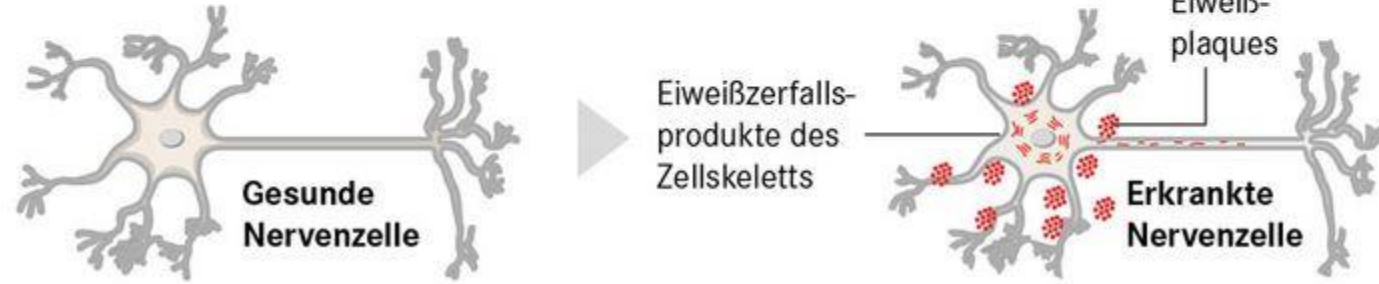 Gesunde
Nervenzelle
Eiweißzerfalls-
produkte des
Zellskeletts
Eiweiß-
plaques
Erkrankte
Nervenzelle